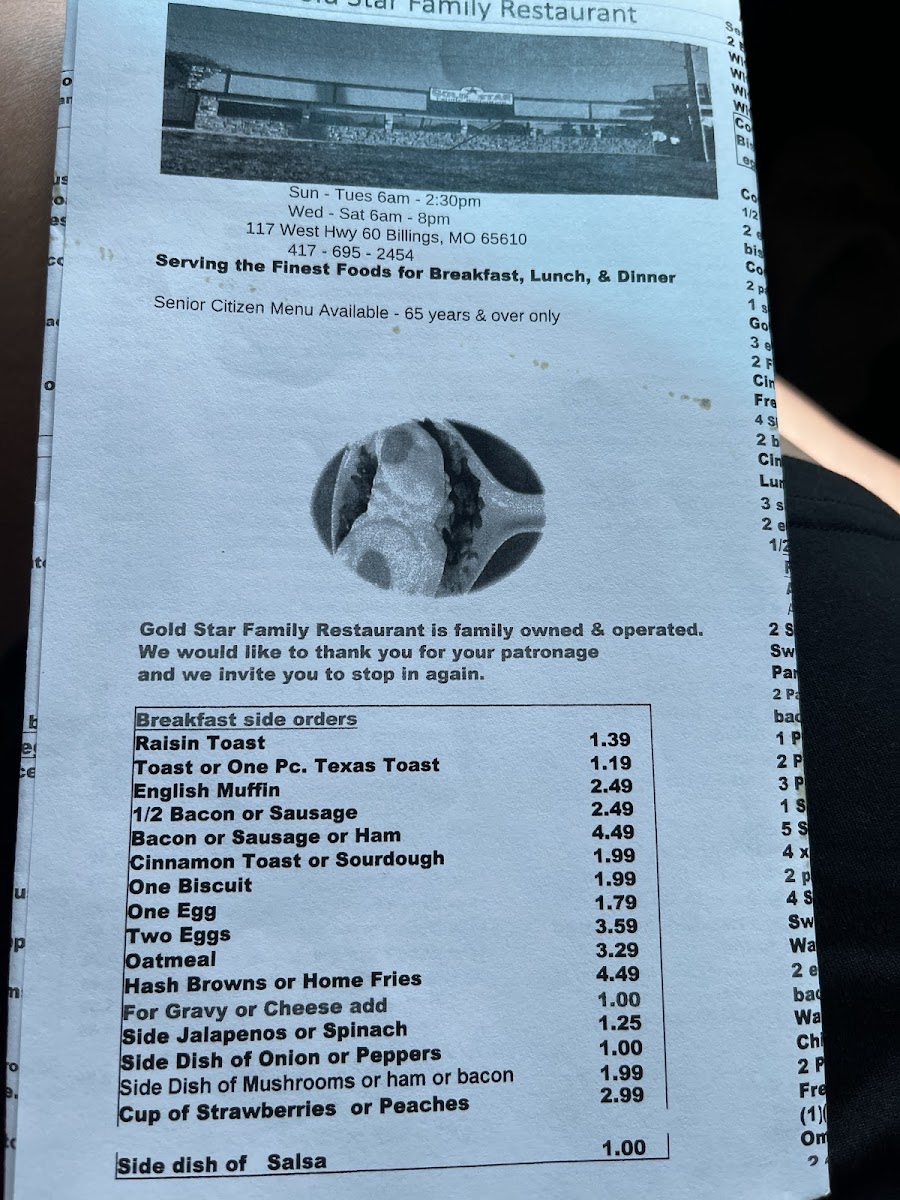 Star Family Restaurant
GOLD STAR
Sun - Tues 6am - 2:30pm
Wed - Sat 6am - 8pm
117 West Hwy 60 Billings, MO 65610
417 - 695 - 2454
Serving the Finest Foods for Breakfast, Lunch, & Dinner
Senior Citizen Menu Available - 65 years & over only
Gold Star Family Restaurant is family owned & operated.
We would like to thank you for your patronage
and we invite you to stop in again.
Breakfast side orders
Raisin Toast 1.39
Toast or One Pc. Texas Toast 1.19
English Muffin 2.49
1/2 Bacon or Sausage 2.49
Bacon or Sausage or Ham 4.49
Cinnamon Toast or Sourdough 1.99
One Biscuit 1.99
One Egg 1.79
Two Eggs 3.59
Oatmeal 3.29
Hash Browns or Home Fries 4.49
For Gravy or Cheese add 1.00
Side Jalapenos or Spinach 1.25
Side Dish of Onion or Peppers 1.00
Side Dish of Mushrooms or ham or bacon 1.99
Cup of Strawberries or Peaches 2.99
Side dish of Salsa 1.00